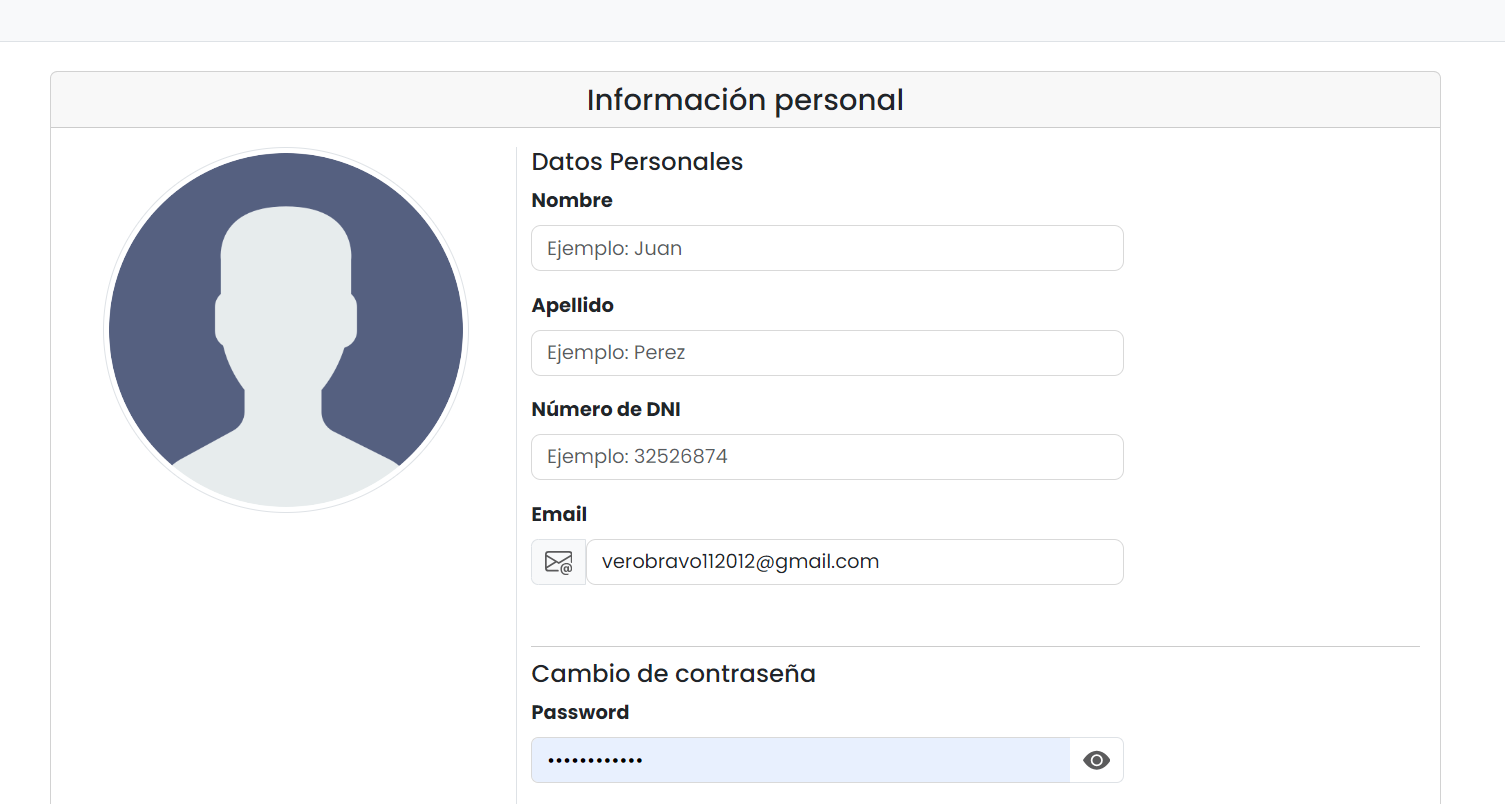 Información personal
Datos Personales
Nombre
Ejemplo: Juan
Apellido
Ejemplo: Perez
Número de DNI
Ejemplo: 32526874
Email
verobravo112012@gmail.com
Cambio de contraseña
Password
••••••••••••